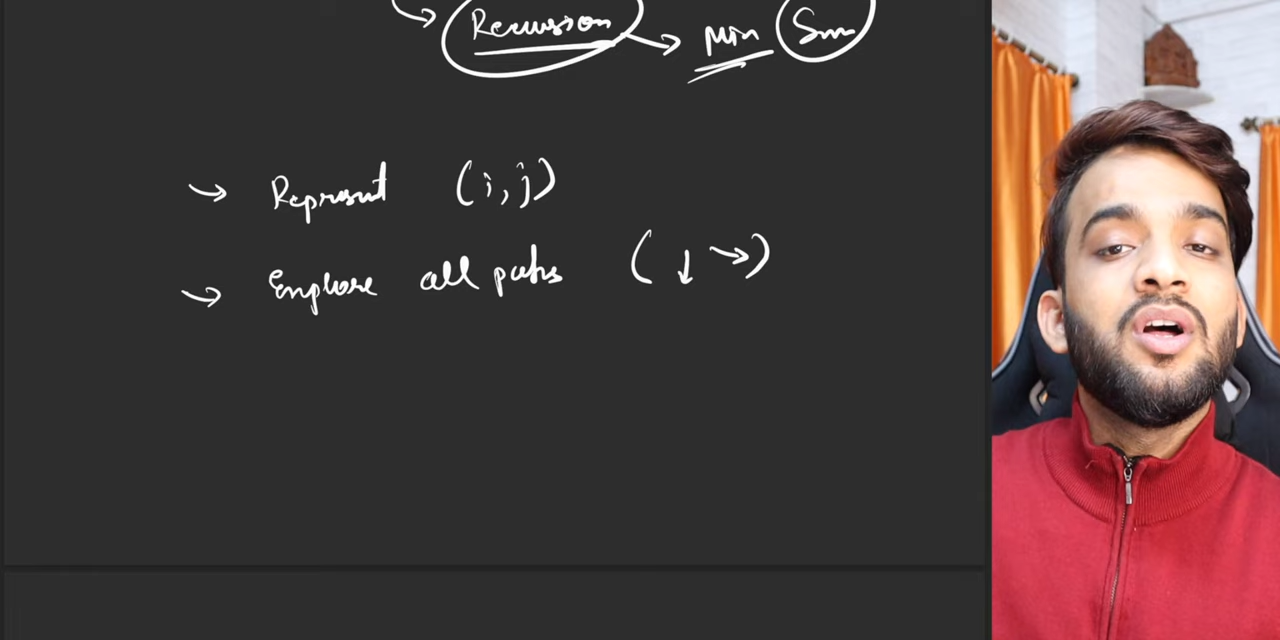 → Recursion → Min Sum
→ Represent (i, j)
→ Explore all paths ( ↓ → )